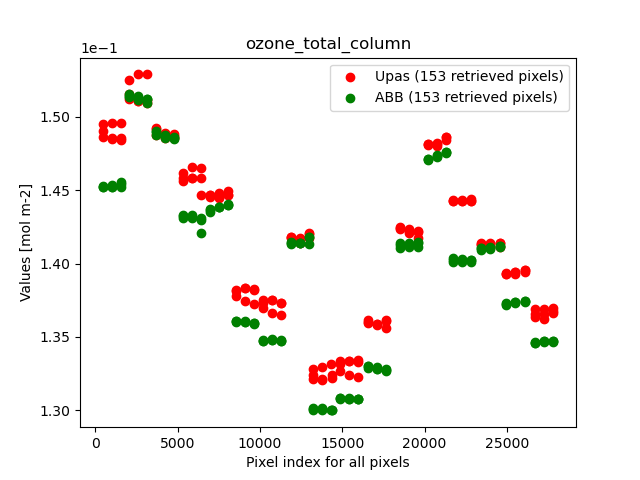 ozone_total_column
1e−1
Upas (153 retrieved pixels)
ABB (153 retrieved pixels)
1.50
1.45
1.40
1.35
1.30
Values [mol m-2]
0 5000 10000 15000 20000 25000
Pixel index for all pixels